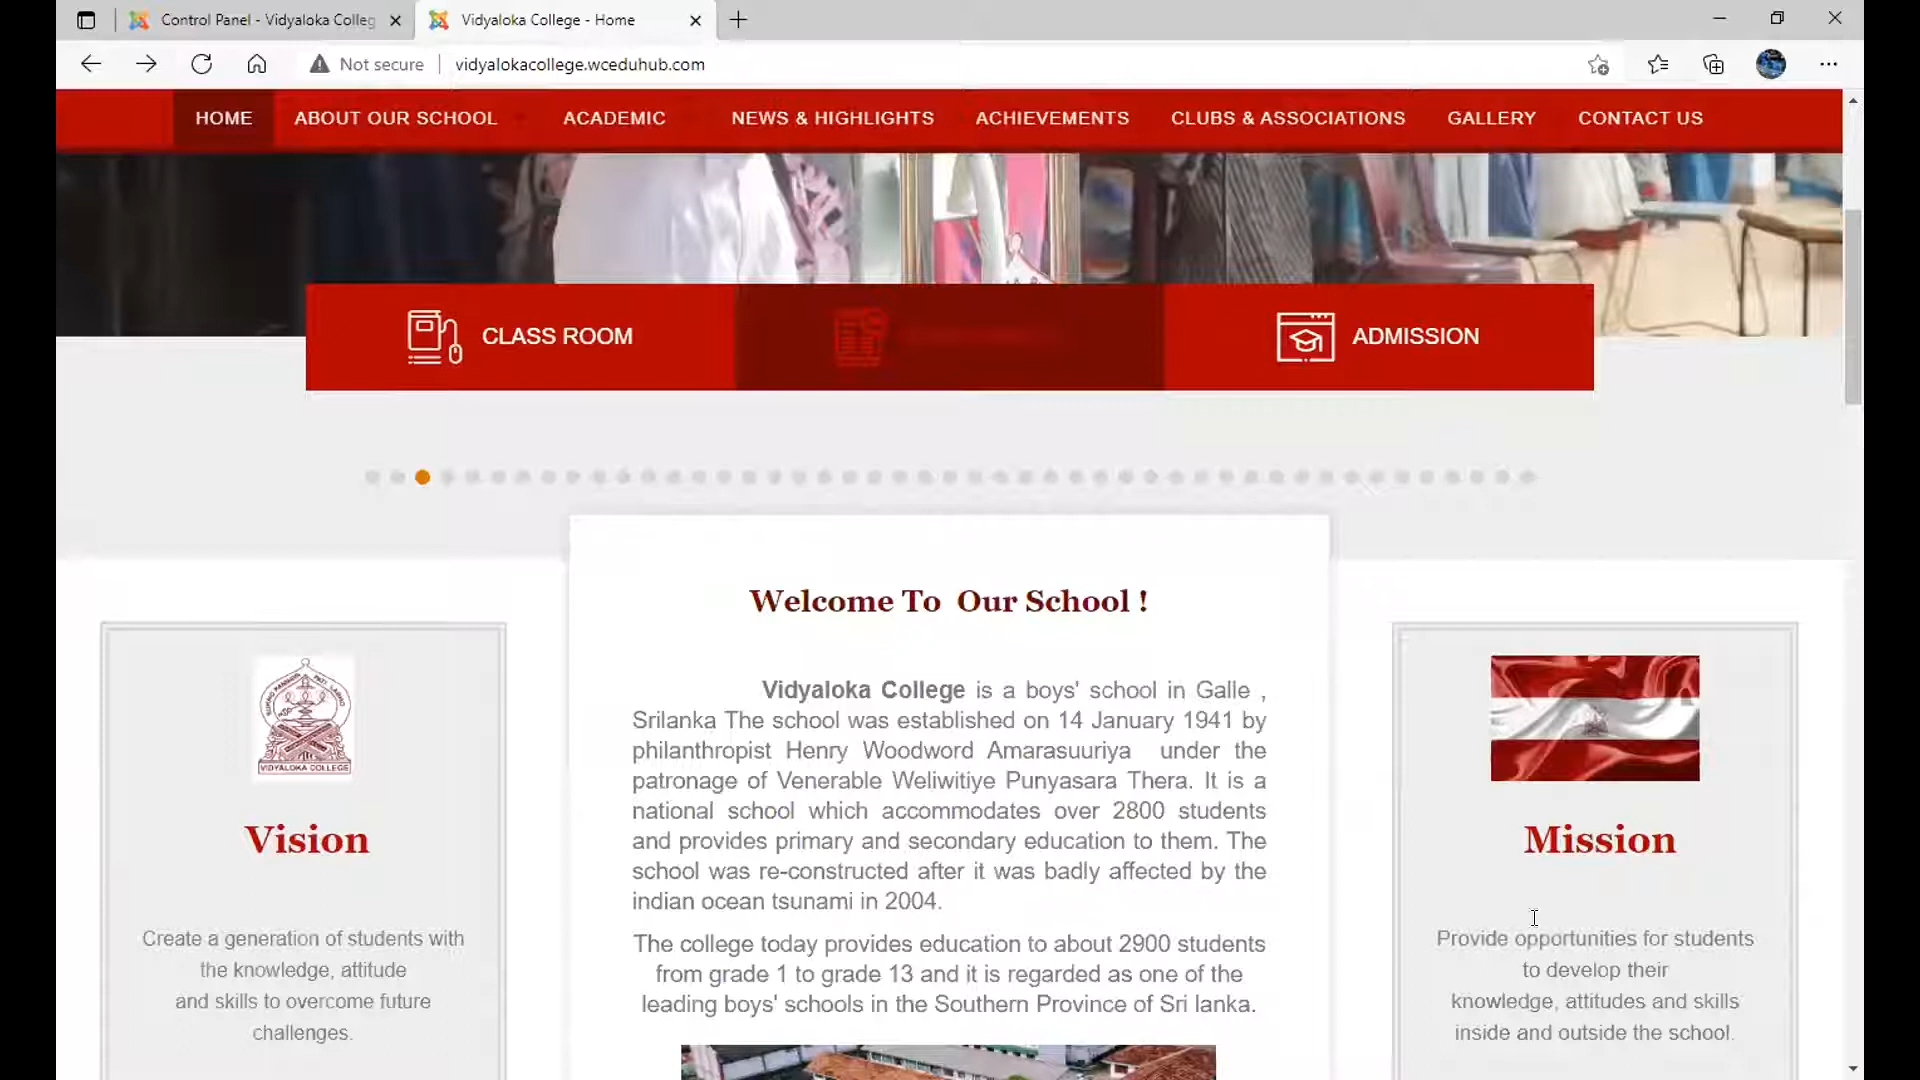 Control Panel - Vidyaloka Colleg
Vidyaloka College - Home
Not secure
vidyalokacollege.wceduhub.com
HOME
ABOUT OUR SCHOOL
ACADEMIC
NEWS & HIGHLIGHTS
ACHIEVEMENTS
CLUBS & ASSOCIATIONS
GALLERY
CONTACT US
CLASS ROOM
ADMISSION
Welcome To Our School !
Vidyaloka College is a boys' school in Galle ,
Srilanka The school was established on 14 January 1941 by
philanthropist Henry Woodword Amarasuuriya under the
patronage of Venerable Weliwitiye Punyasara Thera. It is a
national school which accommodates over 2800 students
and provides primary and secondary education to them. The
school was re-constructed after it was badly affected by the
indian ocean tsunami in 2004.
The college today provides education to about 2900 students
from grade 1 to grade 13 and it is regarded as one of the
leading boys' schools in the Southern Province of Sri lanka.
VIDYALOKA COLLEGE
Vision
Create a generation of students with
the knowledge, attitude
and skills to overcome future
challenges.
Mission
Provide opportunities for students
to develop their
knowledge, attitudes and skills
inside and outside the school.